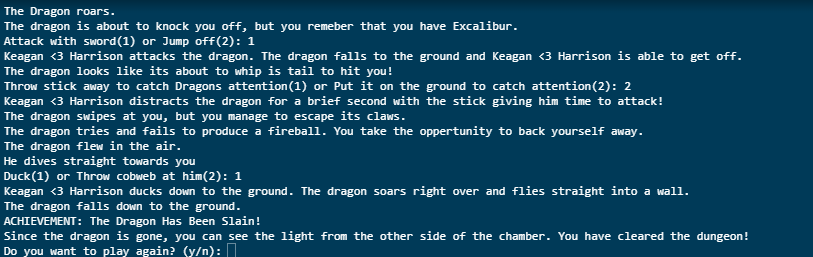 The Dragon roars.
The dragon is about to knock you off, but you remeber that you have Excalibur.
Attack with sword(1) or Jump off(2): 1
Keagan <3 Harrison attacks the dragon. The dragon falls to the ground and Keagan <3 Harrison is able to get off.
The dragon looks like its about to whip is tail to hit you!
Throw stick away to catch Dragons attention(1) or Put it on the ground to catch attention(2): 2
Keagan <3 Harrison distracts the dragon for a brief second with the stick giving him time to attack!
The dragon swipes at you, but you manage to escape its claws.
The dragon tries and fails to produce a fireball. You take the oppertunity to back yourself away.
The dragon flew in the air.
He dives straight towards you
Duck(1) or Throw cobweb at him(2): 1
Keagan <3 Harrison ducks down to the ground. The dragon soars right over and flies straight into a wall.
The dragon falls down to the ground.
ACHIEVEMENT: The Dragon Has Been Slain!
Since the dragon is gone, you can see the light from the other side of the chamber. You have cleared the dungeon!
Do you want to play again? (y/n):